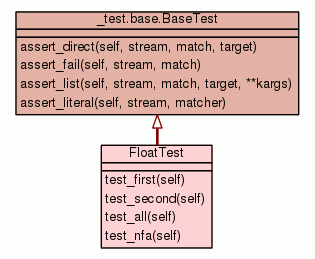 _test.base.BaseTest
assert_direct(self, stream, match, target)
assert_fail(self, stream, match)
assert_list(self, stream, match, target, **kargs)
assert_literal(self, stream, matcher)
FloatTest
test_first(self)
test_second(self)
test_all(self)
test_nfa(self)